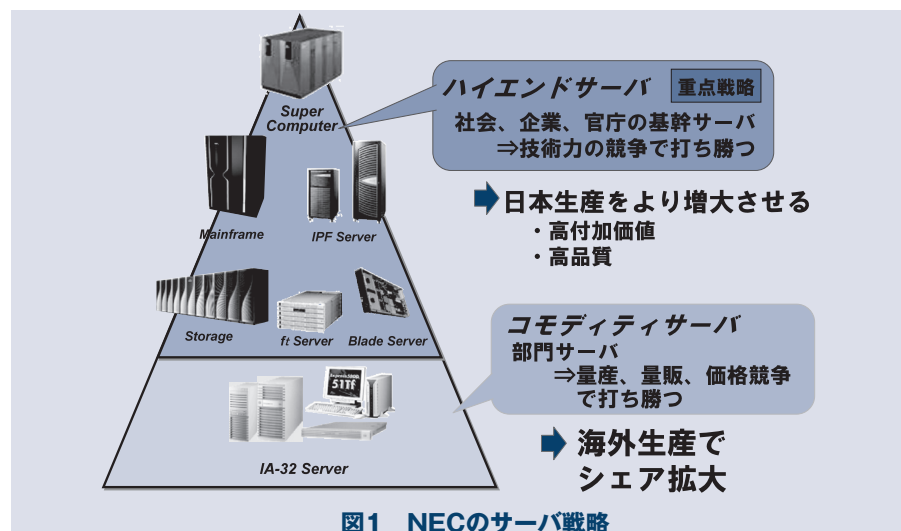 Super
Computer
ハイエンドサーバ 重点戦略
社会、企業、官庁の基幹サーバ
⇒技術力の競争で打ち勝つ
Mainframe
IPF Server
日本生産をより増大させる
・高付加価値
・高品質
Storage
ft Server
Blade Server
コモディティサーバ
部門サーバ
⇒量産、量販、価格競争
で打ち勝つ
51Tf
IA-32 Server
海外生産で
シェア拡大
図1 NECのサーバ戦略